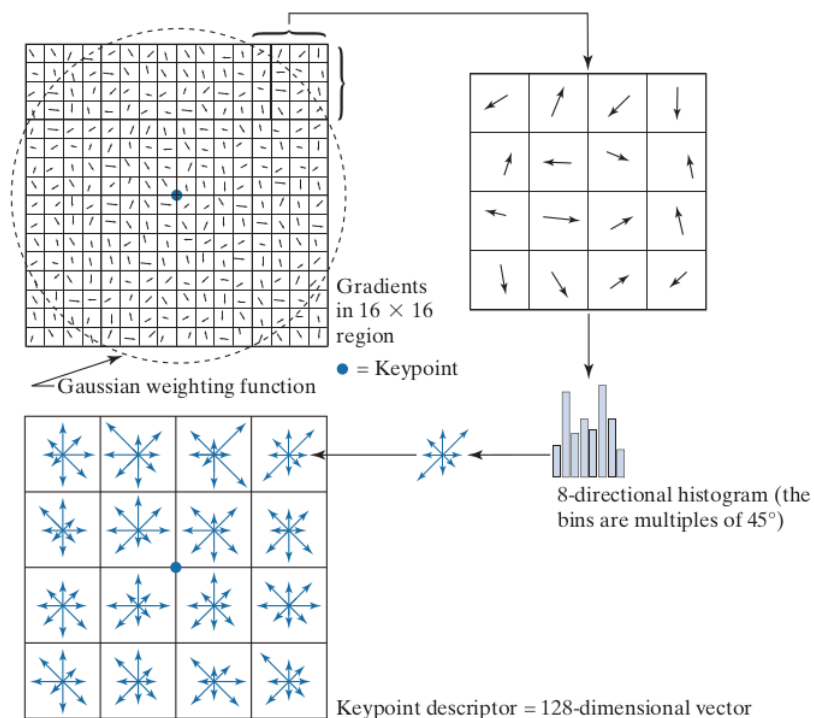 Gradients
in 16 × 16
region
= Keypoint
Gaussian weighting function
8-directional histogram (the
bins are multiples of 45°)
Keypoint descriptor = 128-dimensional vector